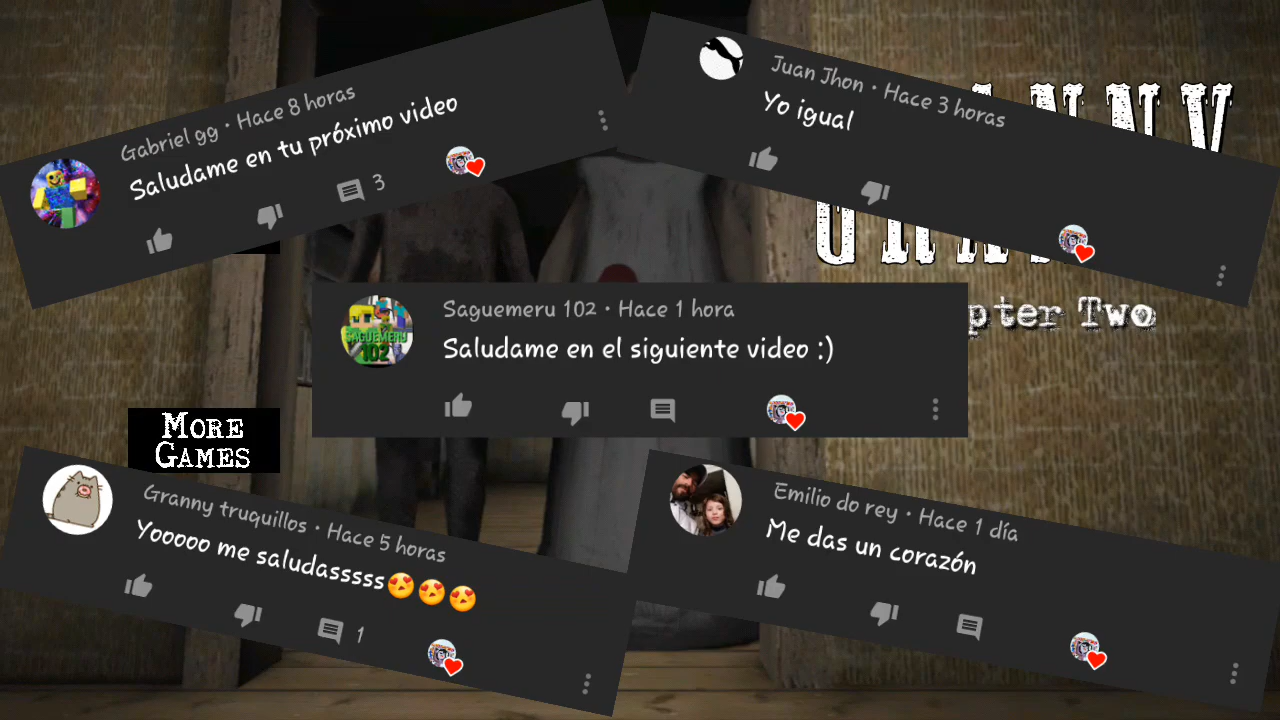 Gabriel gg · Hace 8 horas
Saludame en tu próximo video
3
Juan Jhon · Hace 3 horas
Yo igual
Saguemeru 102 · Hace 1 hora
Saludame en el siguiente video :)
SAGUEMERU
102
pter Two
More
Games
Granny truquillos · Hace 5 horas
Yooooo me saludasssss😍😍😍
1
Emilio do rey · Hace 1 día
Me das un corazón